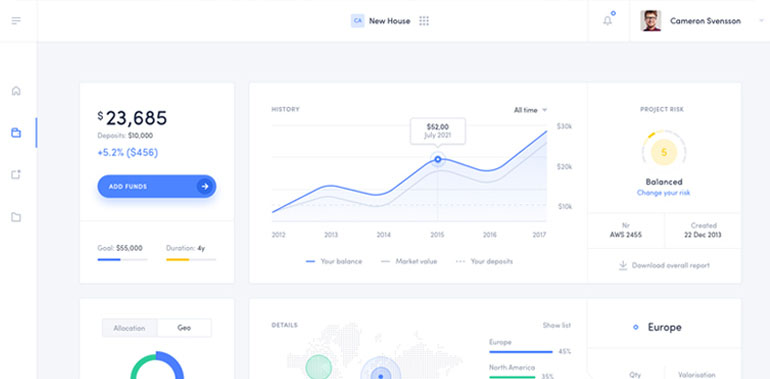 CA New House
Cameron Svensson
$23,685
Deposits: $10,000
+5.2% ($456)
ADD FUNDS
Goal: $55,000
Duration: 4y
HISTORY
All time
$52.00
July 2021
$30k
$20k
$10k
2012 2013 2014 2015 2016 2017
Your balance
Market value
Your deposits
PROJECT RISK
5
Balanced
Change your risk
Nr
AWS 2455
Created
22 Dec 2013
Download overall report
Allocation
Geo
DETAILS
Show list
Europe
45%
North America
35%
Europe
Qty
Valorisation